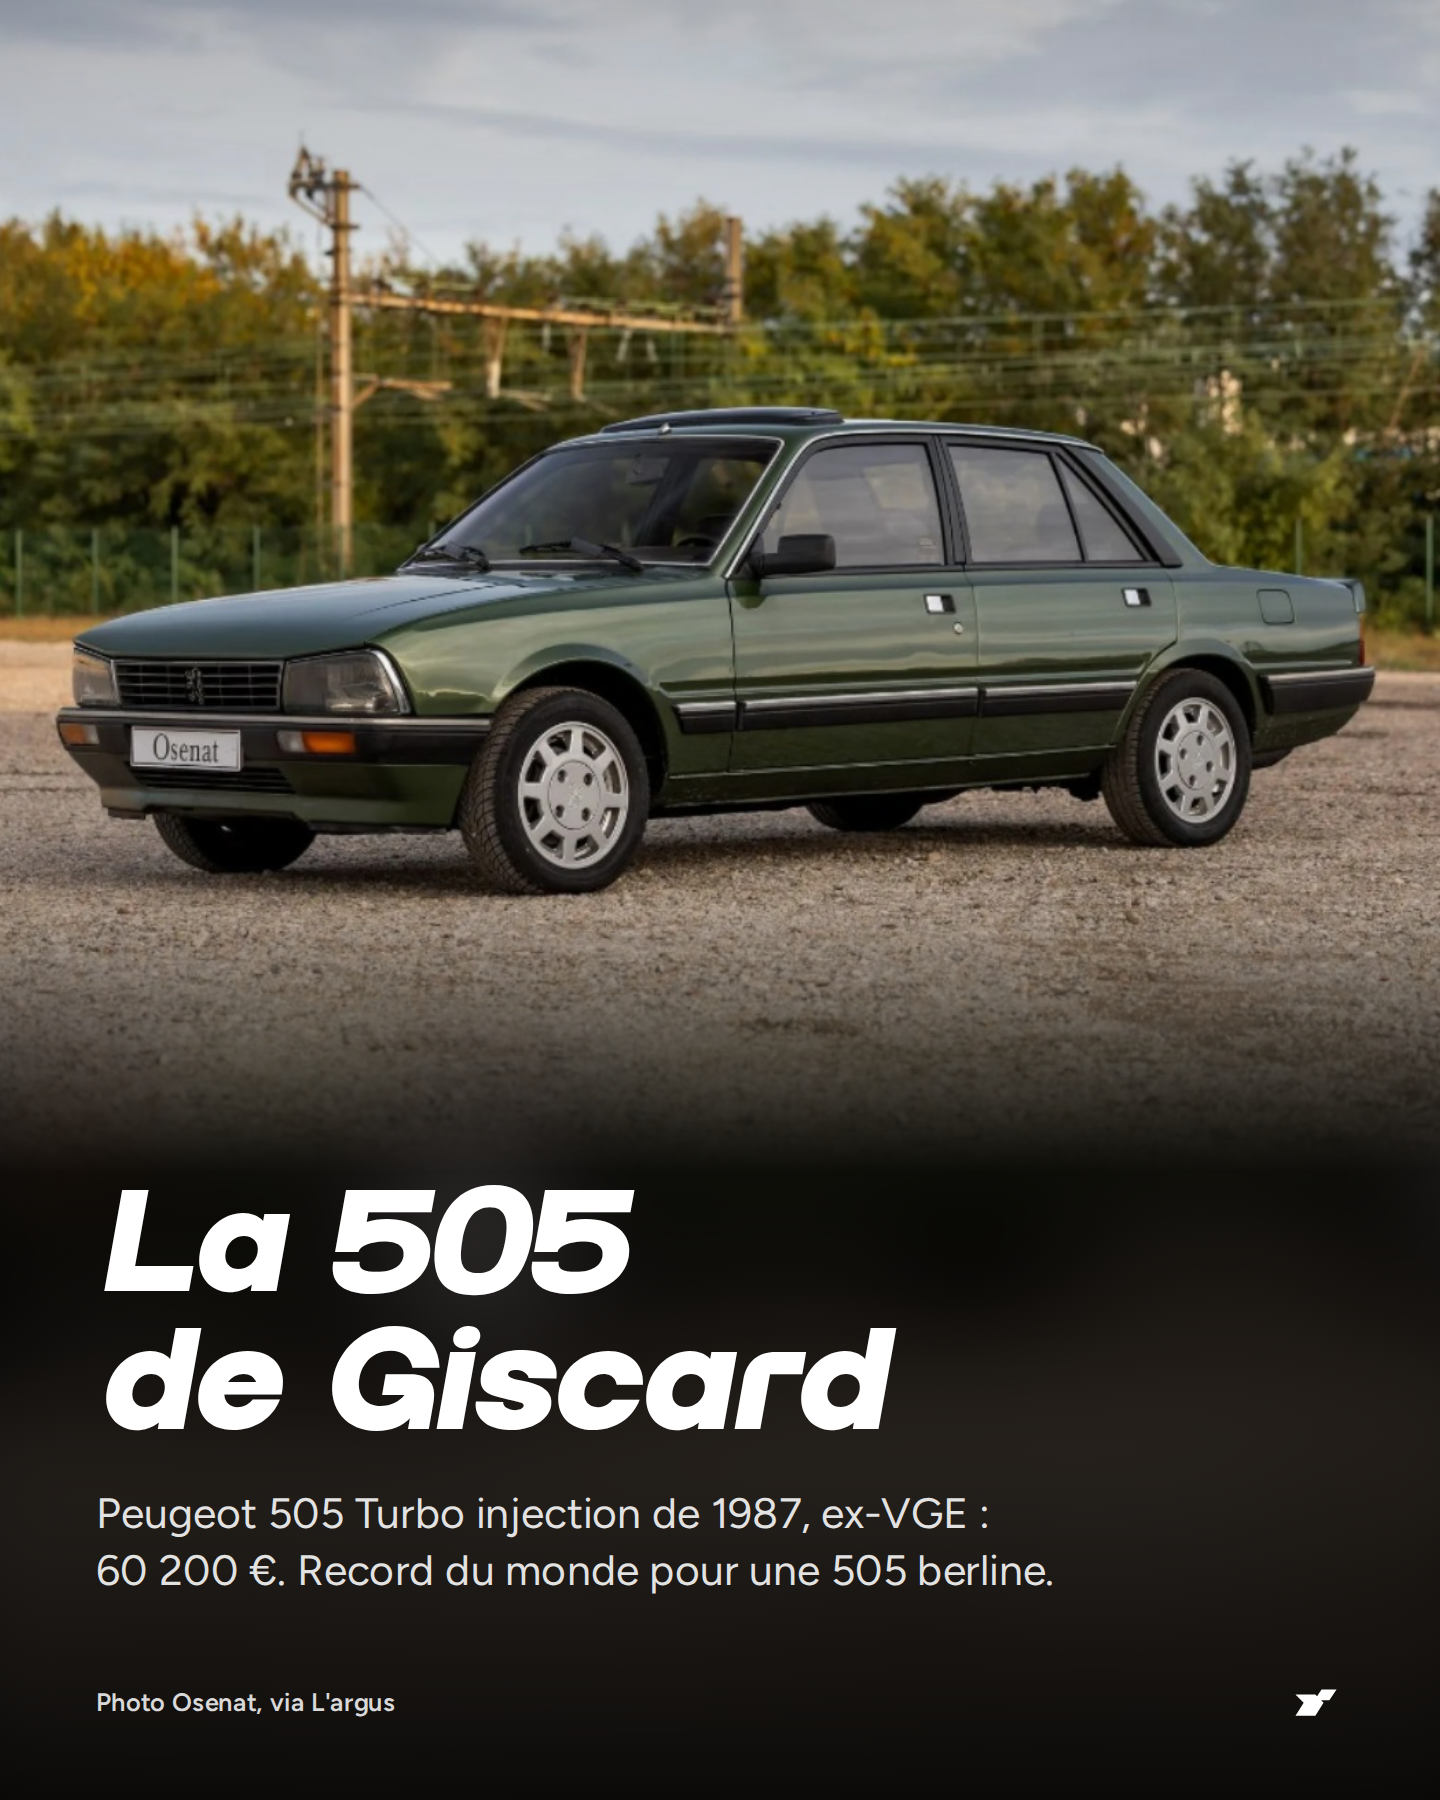 Osenat
La 505
de Giscard
Peugeot 505 Turbo injection de 1987, ex-VGE :
60 200 €. Record du monde pour une 505 berline.
Photo Osenat, via L'argus